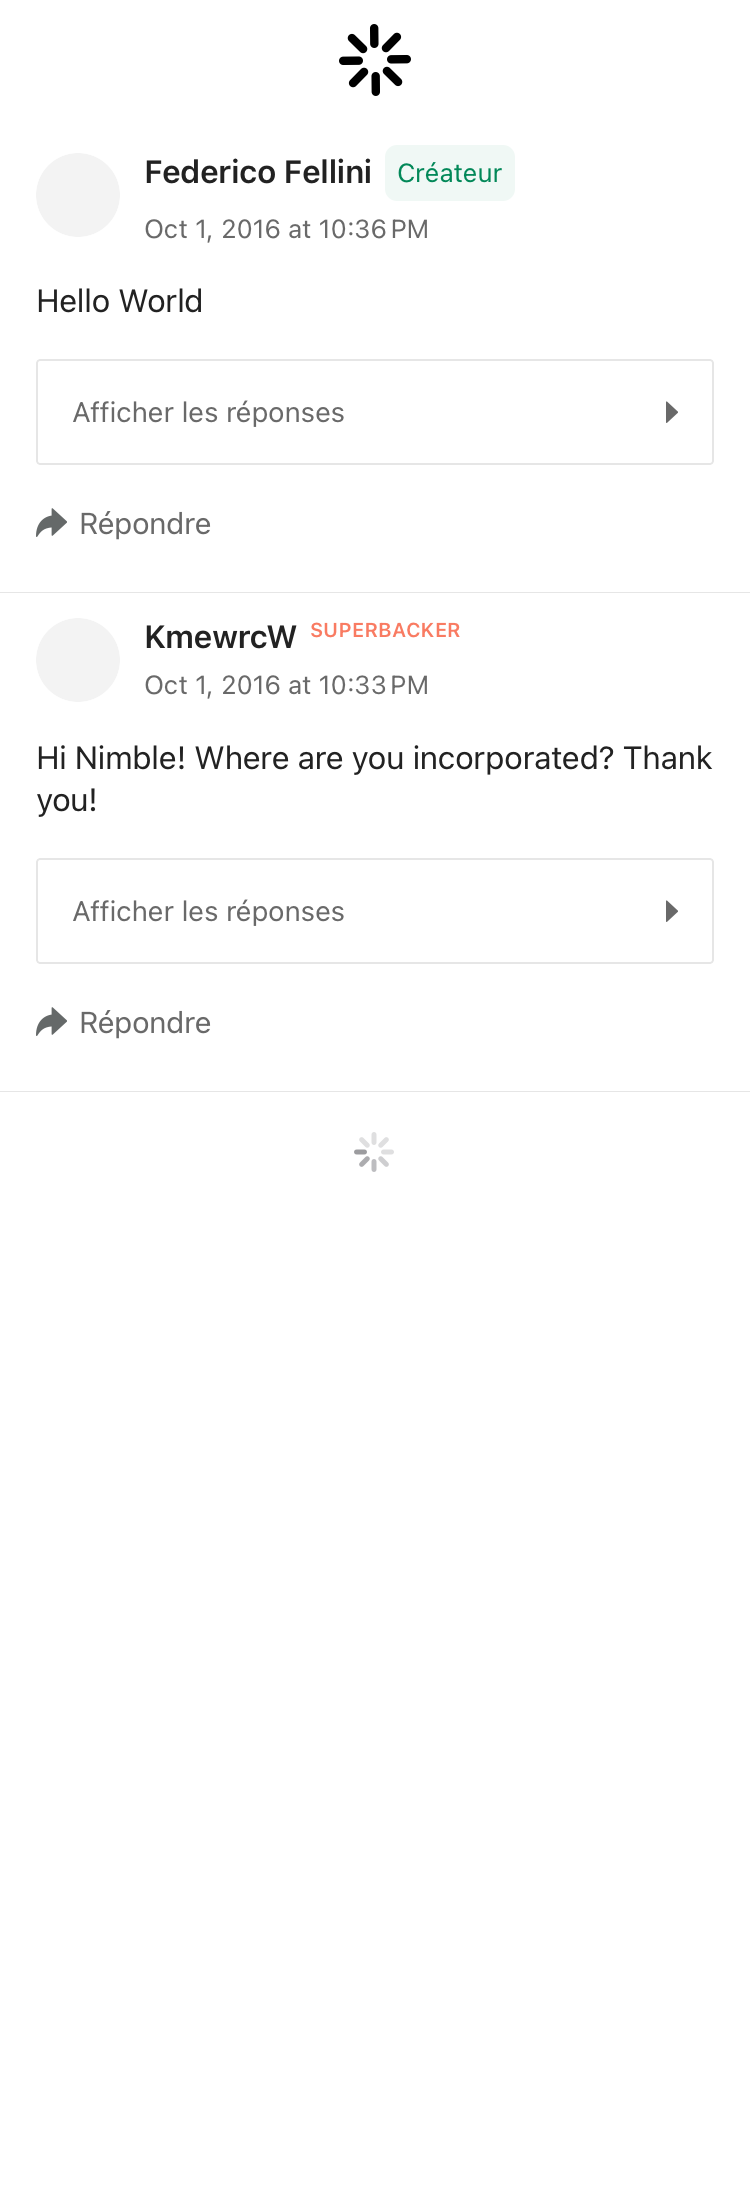 Federico Fellini Créateur
Oct 1, 2016 at 10:36 PM
Hello World
Afficher les réponses
Répondre
KmewrcW SUPERBACKER
Oct 1, 2016 at 10:33 PM
Hi Nimble! Where are you incorporated? Thank
you!
Afficher les réponses
Répondre